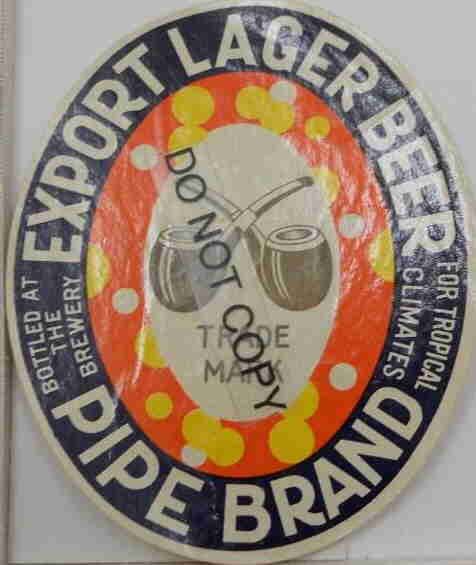 EXPORT LAGER BEER
BOTTLED AT
THE
BREWERY
FOR TROPICAL
CLIMATES
DO NOT COPY
TRADE
MARK
PIPE BRAND